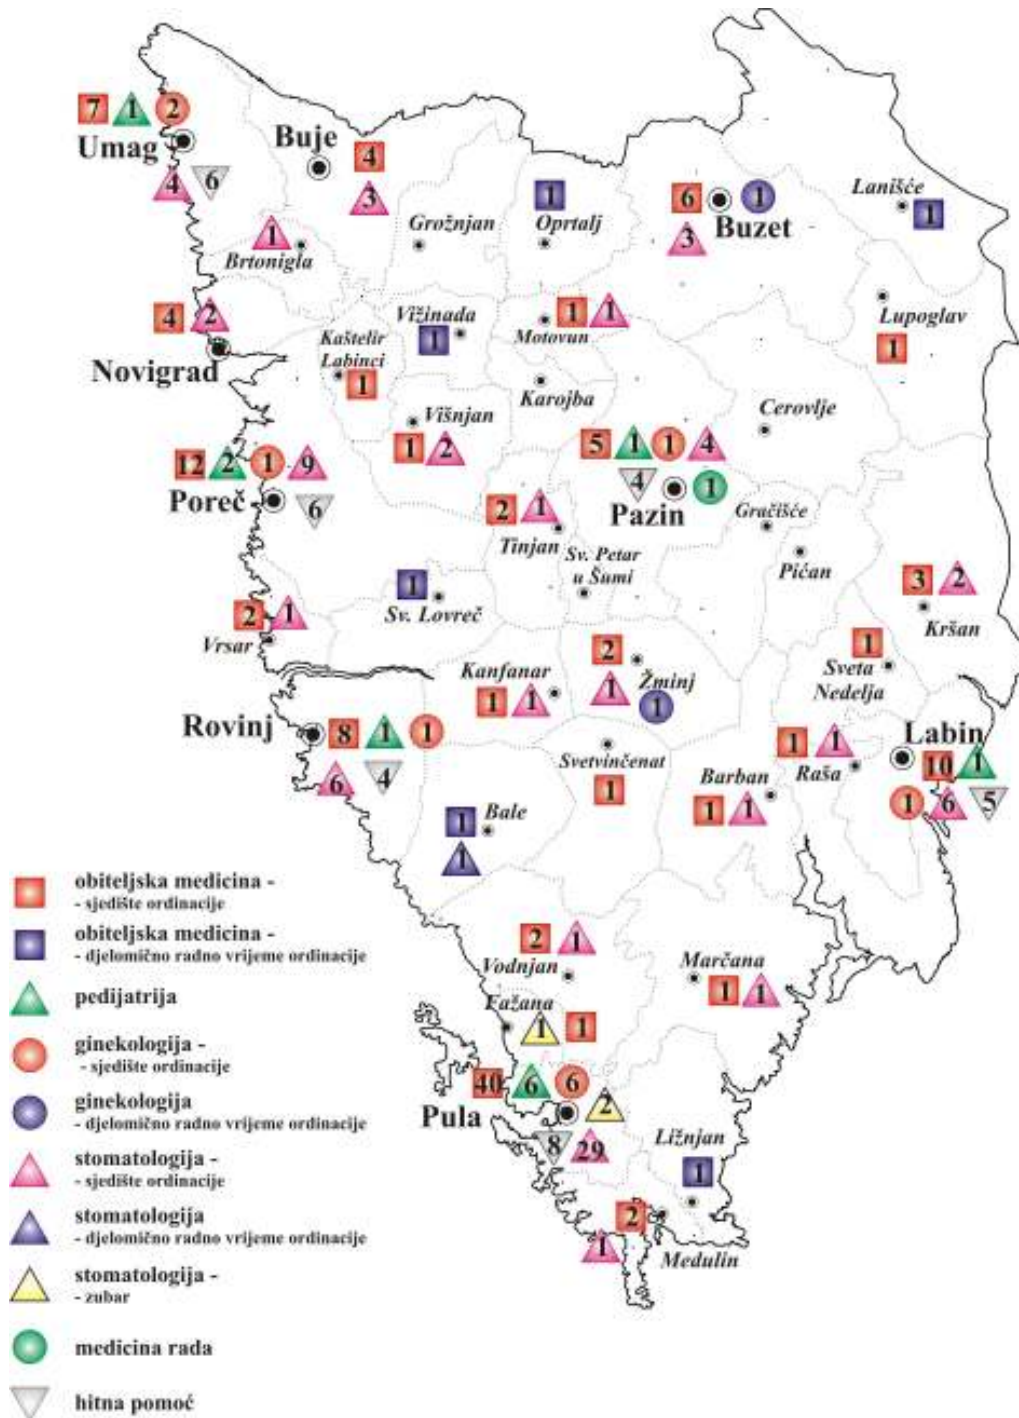 7 1 2
Umag
4 6
Buje
4
3
1
Brtonigla
Grožnjan
1
Oprtalj
6 1
Buzet
3
Lanišće
1
4 2
Novigrad
Kaštelir
Labinci
1
Vižinada
1
1 1
Motovun
Lupoglav
1
Karojba
Višnjan
1 2
Cerovlje
12 2 1 9
Poreč
6
5 1 1 4
4 1
Pazin
2 1
Tinjan
Sv. Petar
u Šumi
Gračišće
Pićan
1
Sv. Lovreč
2 1
Vrsar
3 2
Kršan
1
Sveta
Nedelja
2
Žminj
1 1
Kanfanar
1 1
Rovinj
8 1 1
6 4
Svetvinčenat
1
Barban
1 1
1 1
Raša
Labin
10 1
1 6 5
1
Bale
1
2 1
Vodnjan
Marčana
1 1
Fažana
1 1
40 6 6
Pula
2
8 29
Ližnjan
1
2
Medulin
1
obiteljska medicina -
- sjedište ordinacije
obiteljska medicina -
- djelomično radno vrijeme ordinacije
pedijatrija
ginekologija -
- sjedište ordinacije
ginekologija
- djelomično radno vrijeme ordinacije
stomatologija -
- sjedište ordinacije
stomatologija
- djelomično radno vrijeme ordinacije
stomatologija -
- zubar
medicina rada
hitna pomoć